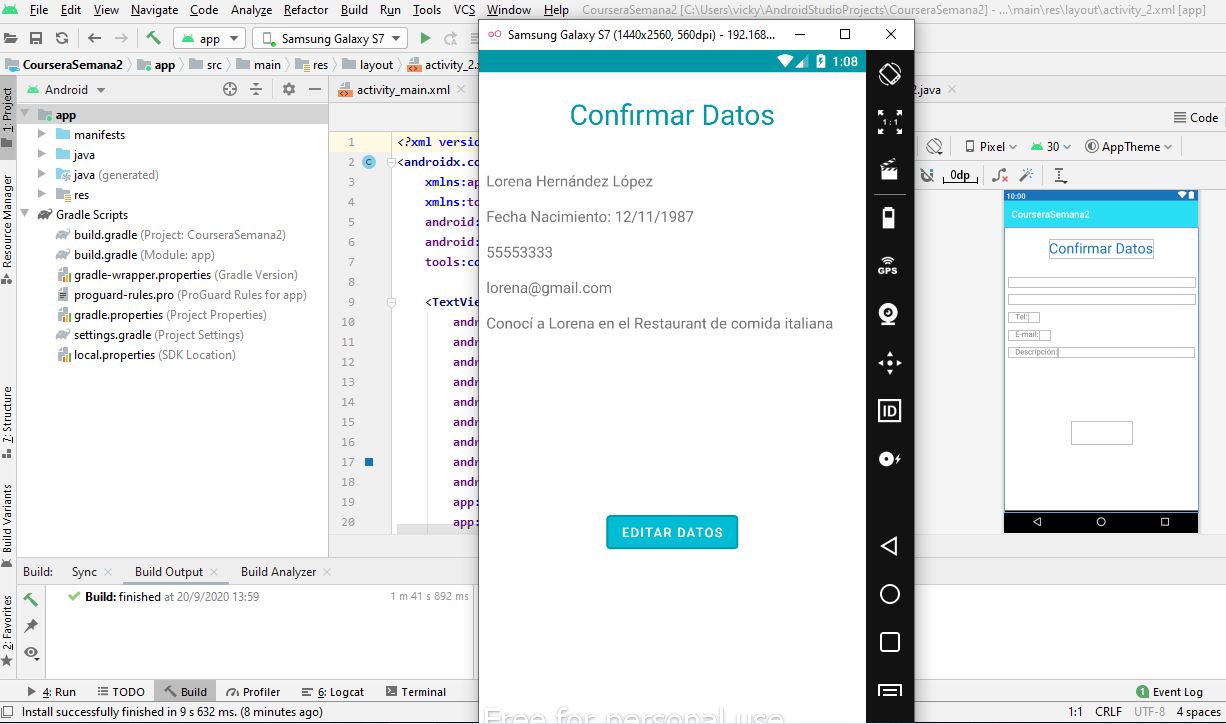 File Edit View Navigate Code Analyze Refactor Build Run Tools VCS Window Help CourseraSemana2 [C:\Users\vicky\AndroidStudioProjects\CourseraSemana2] - ...\main\res\layout\activity_2.xml [app]
app Samsung Galaxy S7
CourseraSemana2 app src main res layout activity_2.
Android
activity_main.xml
2.java
1: Project
Resource Manager
7: Structure
Build Variants
2: Favorites
app
manifests
java
java (generated)
res
Gradle Scripts
build.gradle (Project: CourseraSemana2)
build.gradle (Module: app)
gradle-wrapper.properties (Gradle Version)
proguard-rules.pro (ProGuard Rules for app)
gradle.properties (Project Properties)
settings.gradle (Project Settings)
local.properties (SDK Location)
1 <?xml versio
2 <androidx.co
3 xmlns:ap
4 xmlns:to
5 android:
6 android:
7 tools:co
8
9 <TextVie
10 andr
11 andr
12 andr
13 andr
14 andr
15 andr
16 andr
17 andr
18 andr
19 app:
20 app:
Samsung Galaxy S7 (1440x2560, 560dpi) - 192.168...
1:08
Confirmar Datos
Lorena Hernández López
Fecha Nacimiento: 12/11/1987
55553333
lorena@gmail.com
Conocí a Lorena en el Restaurant de comida italiana
EDITAR DATOS
Free for personal use
1:1
GPS
ID
Code
Pixel 30 AppTheme
0dp
10:00
CourseraSemana2
Confirmar Datos
Tel:
E-mail:
Descripción:
Build: Sync Build Output Build Analyzer
Build: finished at 20/9/2020 13:59 1 m 41 s 892 ms
4: Run TODO Build Profiler 6: Logcat Terminal 1 Event Log
Install successfully finished in 9 s 632 ms. (8 minutes ago) 1:1 CRLF UTF-8 4 spaces